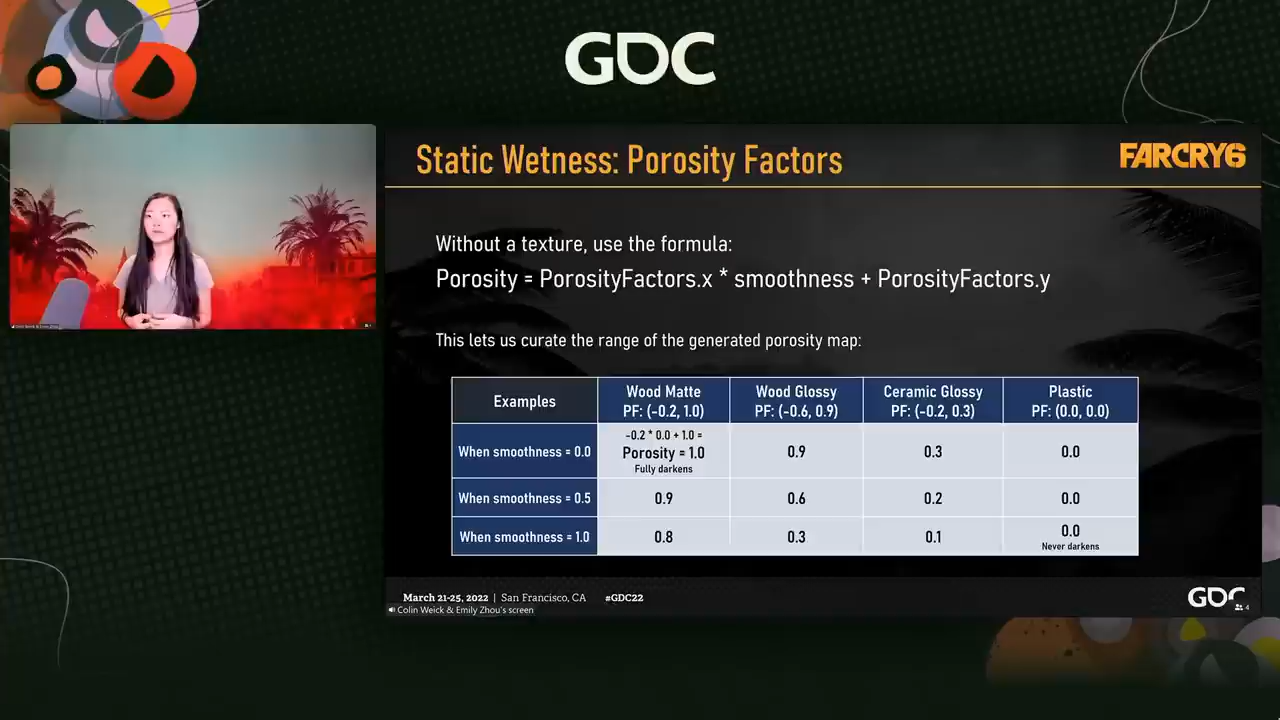 GDC
Static Wetness: Porosity Factors
FARCRY6
Without a texture, use the formula:
Porosity = PorosityFactors.x * smoothness + PorosityFactors.y
This lets us curate the range of the generated porosity map:
Examples
Wood Matte
PF: (-0.2, 1.0)
Wood Glossy
PF: (-0.6, 0.9)
Ceramic Glossy
PF: (-0.2, 0.3)
Plastic
PF: (0.0, 0.0)
When smoothness = 0.0
-0.2 * 0.0 + 1.0 =
Porosity = 1.0
Fully darkens
0.9
0.3
0.0
When smoothness = 0.5
0.9
0.6
0.2
0.0
When smoothness = 1.0
0.8
0.3
0.1
0.0
Never darkens
March 21-25, 2022 | San Francisco, CA #GDC22
GDC
4
Colin Weick & Emily Zhou's screen
Colin Weick & Emily Zhou